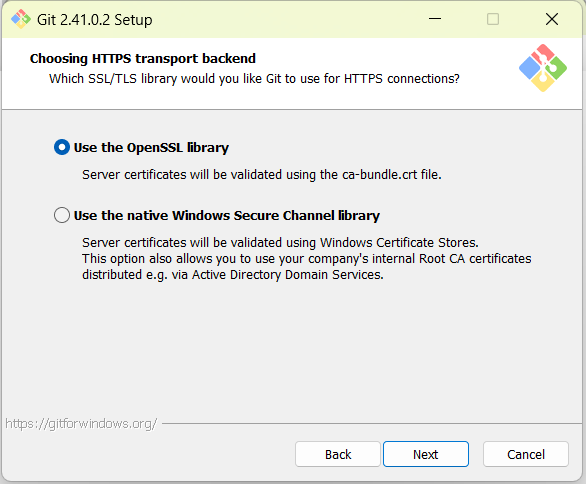 Git 2.41.0.2 Setup
Choosing HTTPS transport backend
Which SSL/TLS library would you like Git to use for HTTPS connections?
Use the OpenSSL library
Server certificates will be validated using the ca-bundle.crt file.
Use the native Windows Secure Channel library
Server certificates will be validated using Windows Certificate Stores.
This option also allows you to use your company's internal Root CA certificates
distributed e.g. via Active Directory Domain Services.
https://gitforwindows.org/
Back Next Cancel